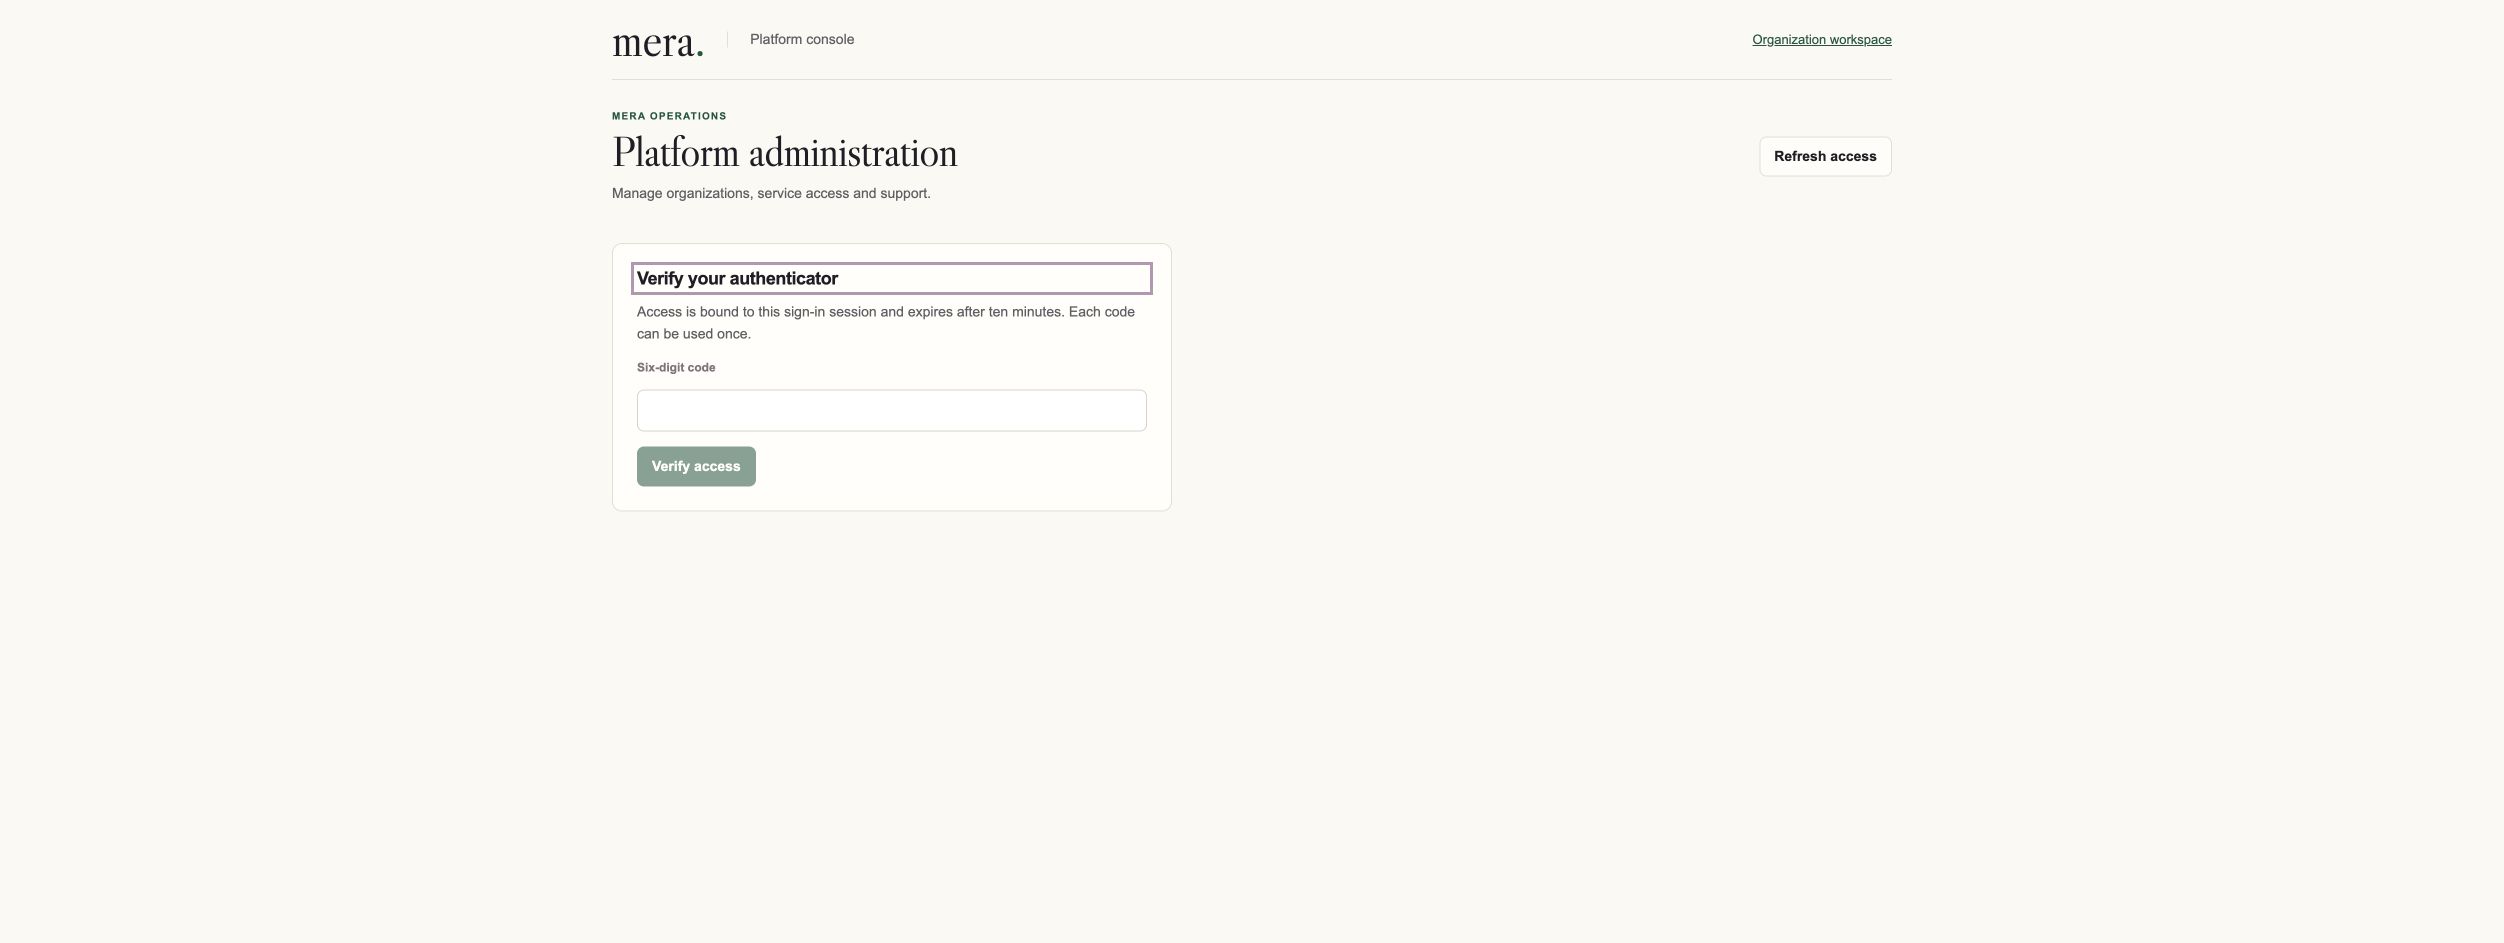 mera.
Platform console
Organization workspace
MERA OPERATIONS
Platform administration
Refresh access
Manage organizations, service access and support.
Verify your authenticator
Access is bound to this sign-in session and expires after ten minutes. Each code
can be used once.
Six-digit code
Verify access